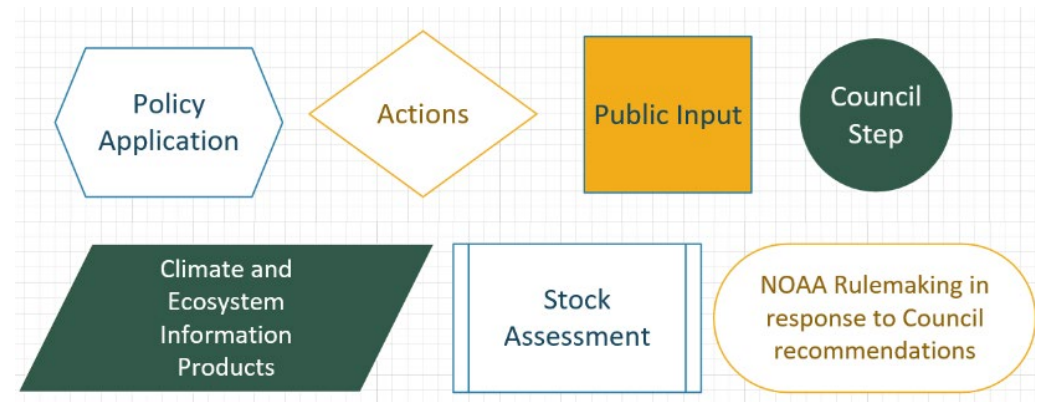 Policy
Application
Actions
Public Input
Council
Step
Climate and
Ecosystem
Information
Products
Stock
Assessment
NOAA Rulemaking in
response to Council
recommendations